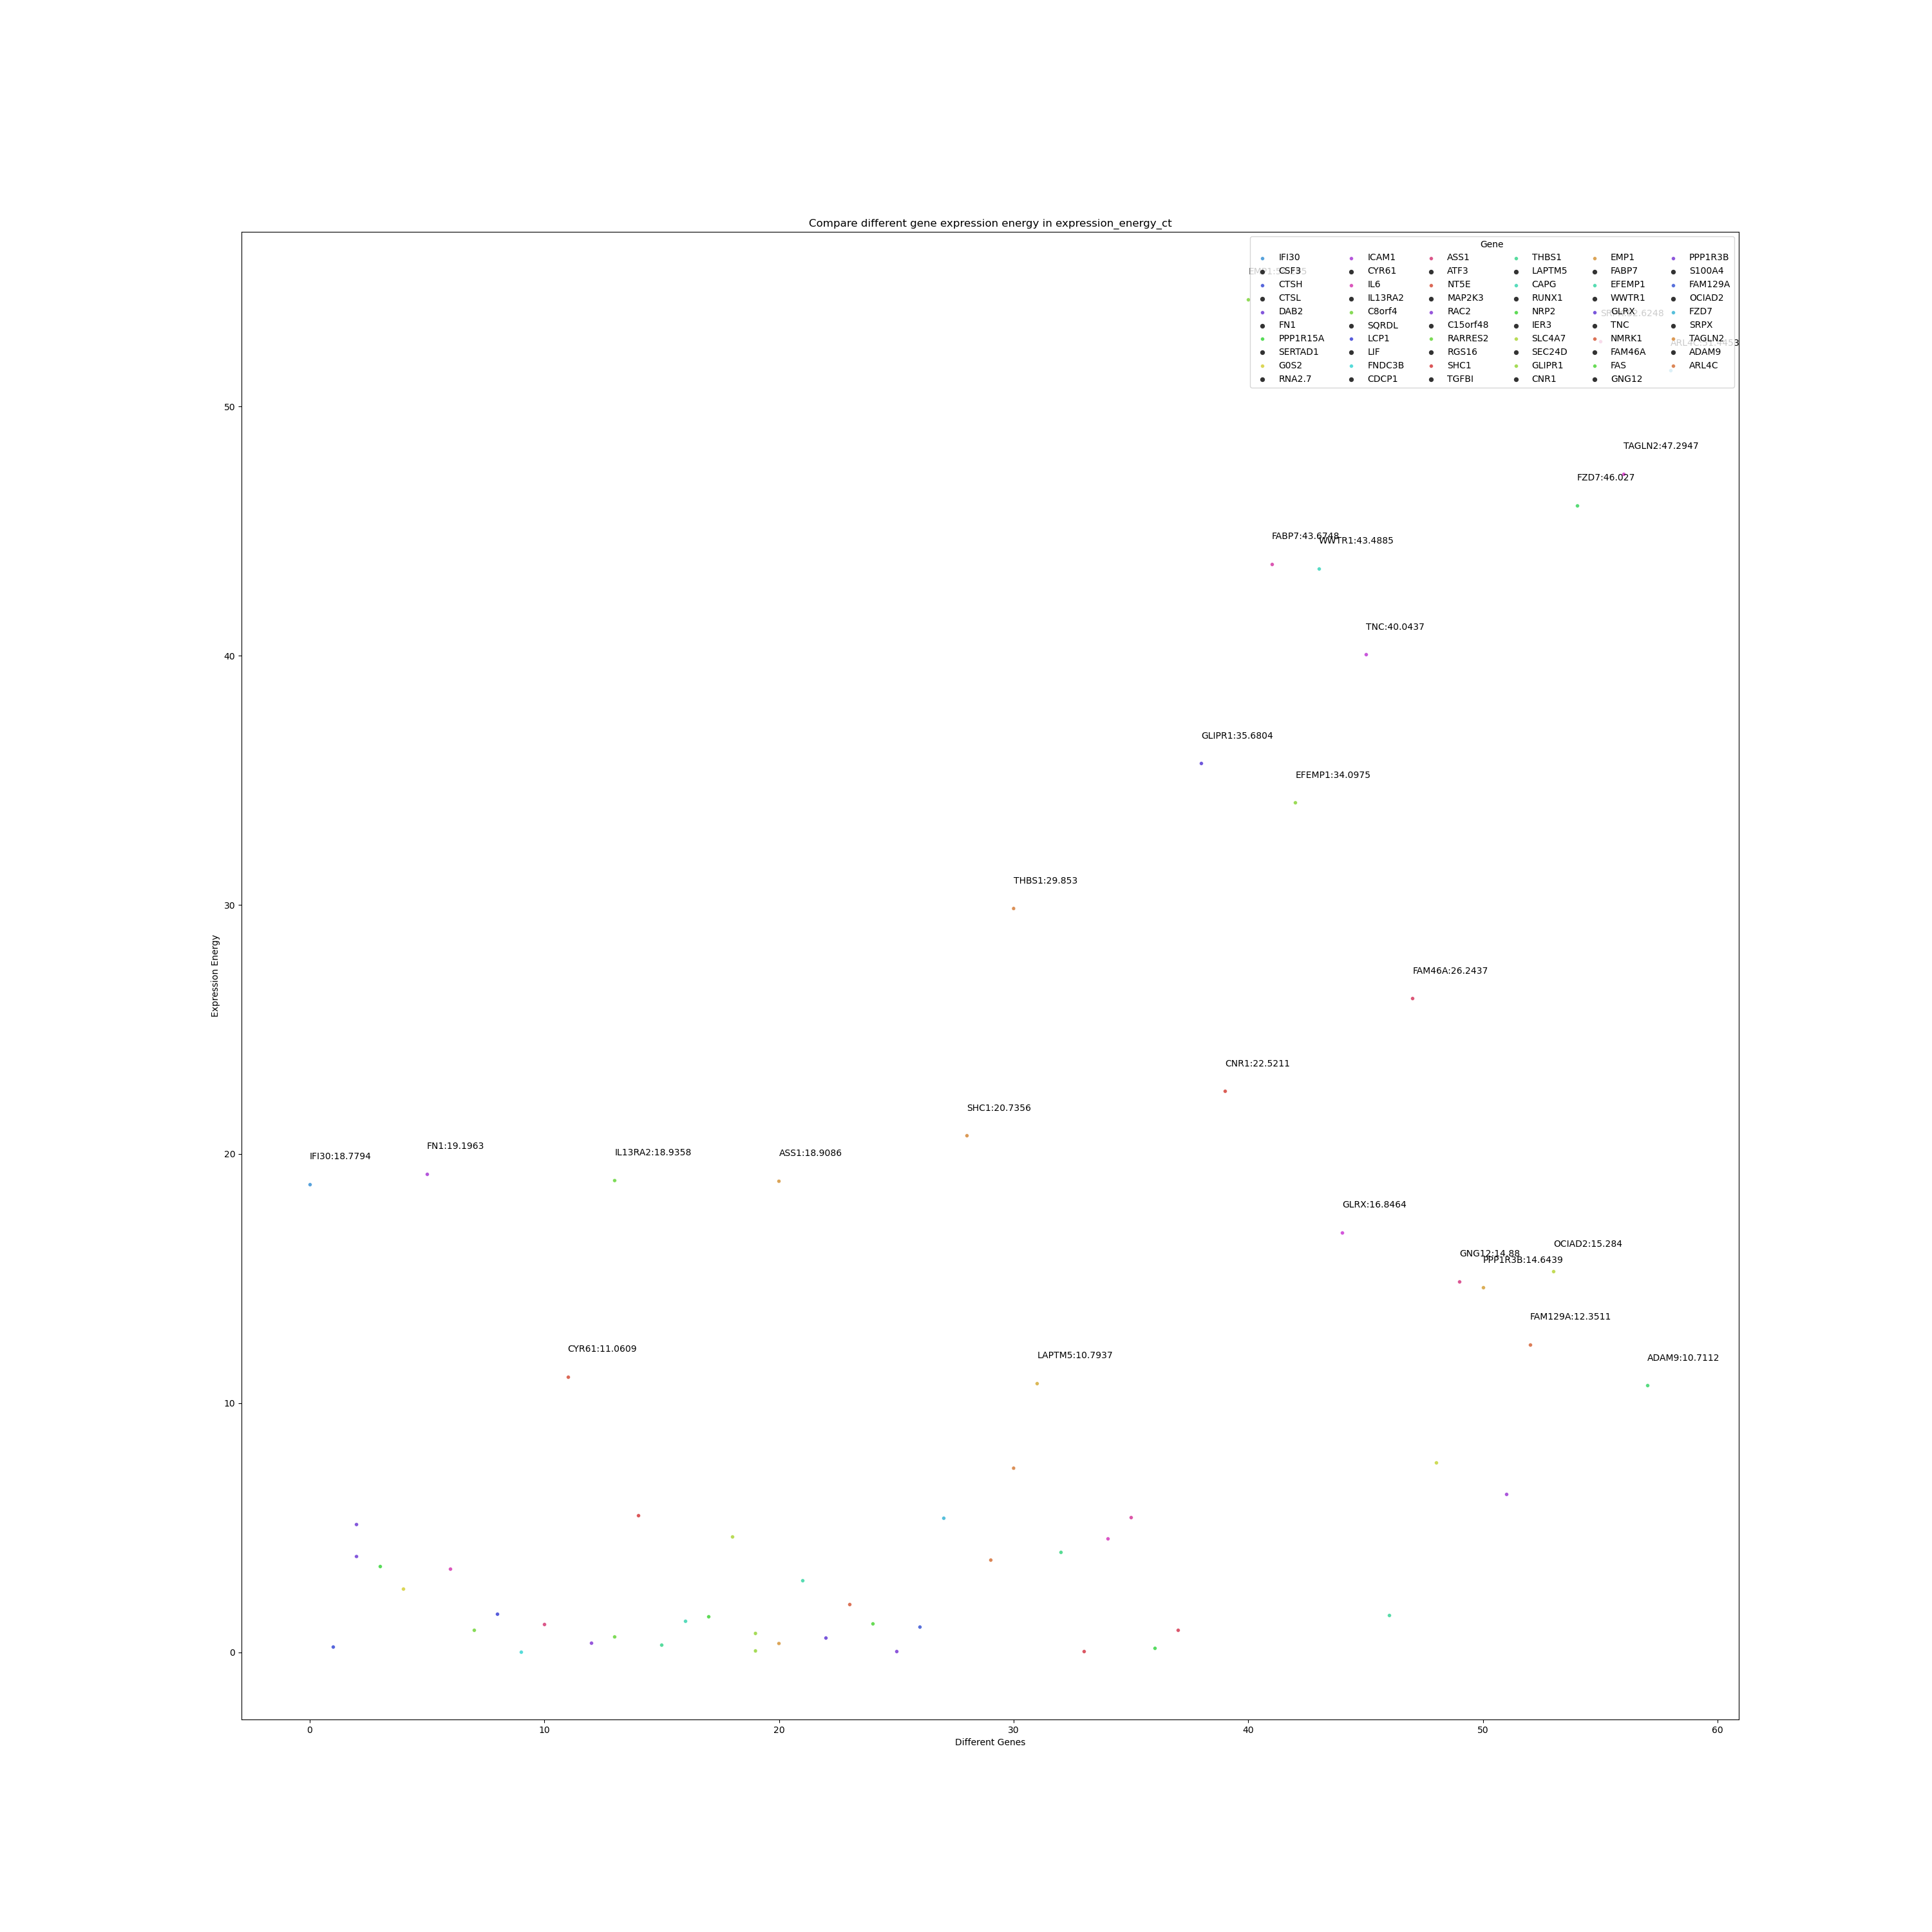 Compare different gene expression energy in expression_energy_ct
Gene
IFI30 ICAM1 ASS1 THBS1 EMP1 PPP1R3B
CSF3 CYR61 ATF3 LAPTM5 FABP7 S100A4
CTSH IL6 NT5E CAPG EFEMP1 FAM129A
CTSL IL13RA2 MAP2K3 RUNX1 WWTR1 OCIAD2
DAB2 C8orf4 RAC2 NRP2 GLRX FZD7
FN1 SQRDL C15orf48 IER3 TNC SRPX
PPP1R15A LCP1 RARRES2 SLC4A7 NMRK1 TAGLN2
SERTAD1 LIF RGS16 SEC24D FAM46A ADAM9
G0S2 FNDC3B SHC1 GLIPR1 FAS ARL4C
RNA2.7 CDCP1 TGFBI CNR1 GNG12
50
TAGLN2:47.2947
FZD7:46.027
FABP7:43.6748
WWTR1:43.4885
40
TNC:40.0437
GLIPR1:35.6804
EFEMP1:34.0975
30
THBS1:29.853
FAM46A:26.2437
CNR1:22.5211
SHC1:20.7356
20
IFI30:18.7794
FN1:19.1963
IL13RA2:18.9358
ASS1:18.9086
GLRX:16.8464
OCIAD2:15.284
GNG12:14.88
PPP1R3B:14.6439
FAM129A:12.3511
CYR61:11.0609
LAPTM5:10.7937
ADAM9:10.7112
10
0
Expression Energy
0 10 20 30 40 50 60
Different Genes